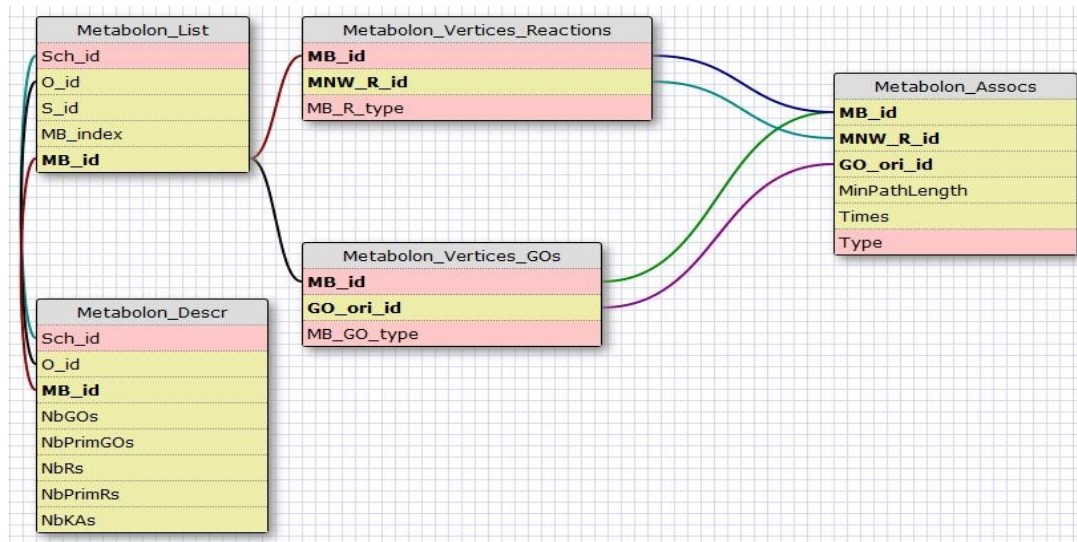 Metabolon_List
Sch_id
O_id
S_id
MB_index
MB_id
Metabolon_Vertices_Reactions
MB_id
MNW_R_id
MB_R_type
Metabolon_Assocs
MB_id
MNW_R_id
GO_ori_id
MinPathLength
Times
Type
Metabolon_Vertices_GOs
MB_id
GO_ori_id
MB_GO_type
Metabolon_Descr
Sch_id
O_id
MB_id
NbGOs
NbPrimGOs
NbRs
NbPrimRs
NbKAs